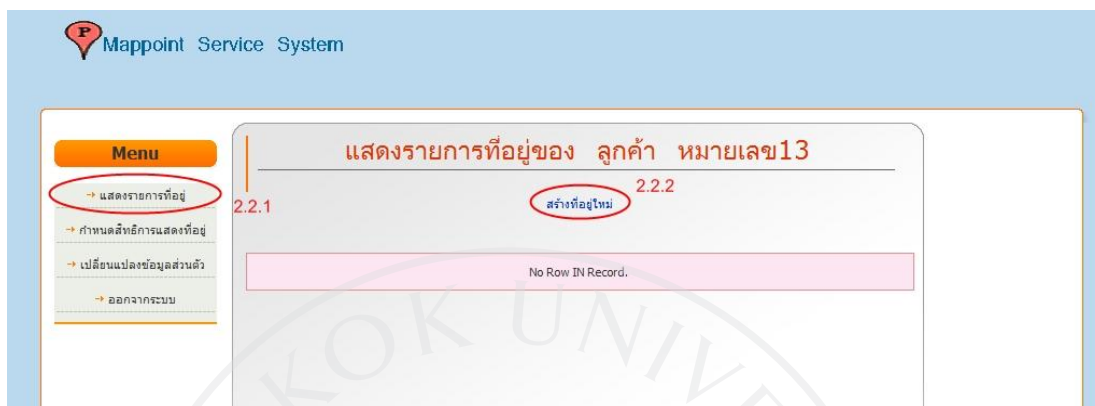 P
Mappoint Service System
Menu
→ แสดงรายการที่อยู่
→ กำหนดสิทธิการแสดงที่อยู่
→ เปลี่ยนแปลงข้อมูลส่วนตัว
→ ออกจากระบบ
2.2.1
แสดงรายการที่อยู่ของ ลูกค้า หมายเลข13
2.2.2
สร้างที่อยู่ใหม่
No Row IN Record.